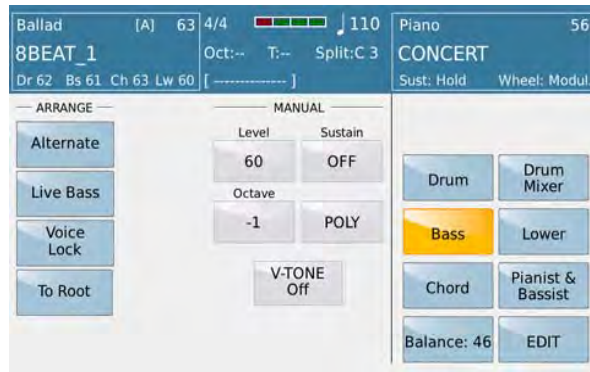 Ballad [A] 63
8BEAT_1
Dr 62 Bs 61 Ch 63 Lw 60
4/4 ♩110
Oct:-- T:-- Split:C 3
[ -------------- ]
Piano 56
CONCERT
Sust: Hold Wheel: Modul.
ARRANGE
Alternate
Live Bass
Voice
Lock
To Root
MANUAL
Level Sustain
60 OFF
Octave
-1 POLY
V-TONE
Off
Drum
Drum
Mixer
Bass
Lower
Chord
Pianist &
Bassist
Balance: 46
EDIT